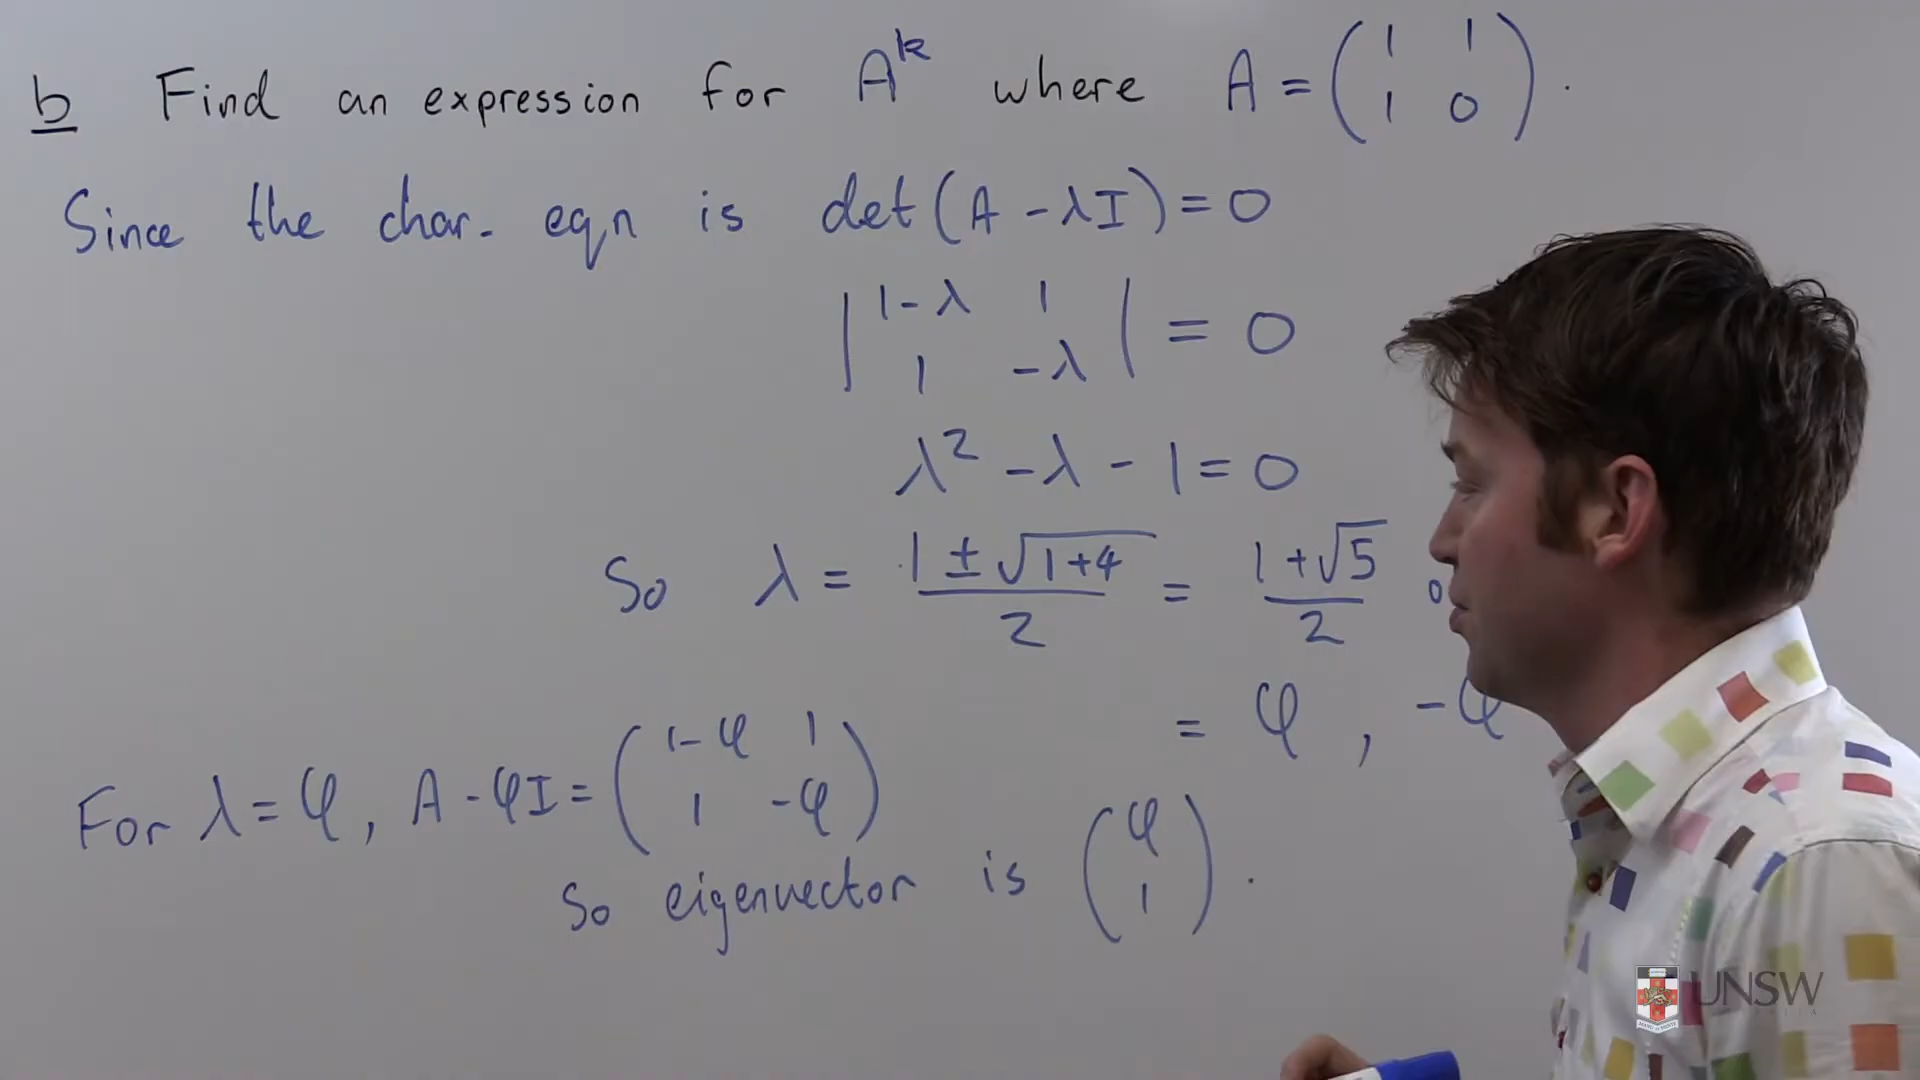 b Find an expression for A^k where A = (1 1
1 0).
Since the char. eqn is det(A - λI) = 0
|1-λ 1
1 -λ| = 0
λ² - λ - 1 = 0
So λ = 1 ± √1+4 / 2 = 1 + √5 / 2
= φ, -φ
For λ = φ, A - φI = (1-φ 1
1 -φ)
So eigenvector is (φ
1).
UNSW